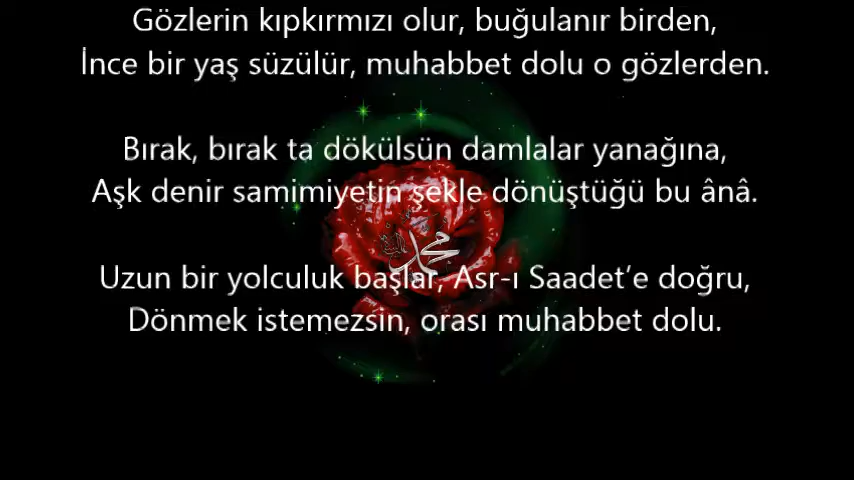 Gözlerin kıpkırmızı olur, buğulanır birden,
İnce bir yaş süzülür, muhabbet dolu o gözlerden.
Bırak, bırak ta dökülsün damlalar yanağına,
Aşk denir samimiyetin şekle dönüştüğü bu ânâ.
Uzun bir yolculuk başlar, Asr-ı Saadet’e doğru,
Dönmek istemezsin, orası muhabbet dolu.
محمد